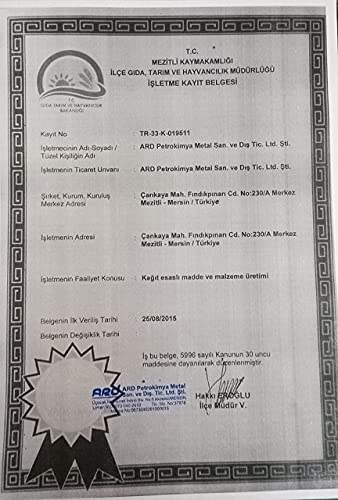 T.C.
MEZİTLİ KAYMAKAMLIĞI
İLÇE GIDA, TARIM VE HAYVANCILIK MÜDÜRLÜĞÜ
İŞLETME KAYIT BELGESİ
T.C.
GIDA TARIM VE HAYVANCILIK
BAKANLIĞI
Kayıt No : TR-33-K-019511
İşletmecinin Adı-Soyadı / : ARD Petrokimya Metal San. ve Dış Tic. Ltd. Şti.
Tüzel Kişiliğin Adı
İşletmenin Ticaret Unvanı : ARD Petrokimya Metal San. ve Dış Tic. Ltd. Şti.
Şirket, Kurum, Kuruluş : Çankaya Mah. Fındıkpınarı Cd. No:230/A Merkez
Merkez Adresi Mezitli - Mersin / Türkiye
İşletmenin Adresi : Çankaya Mah. Fındıkpınarı Cd. No:230/A Merkez
Mezitli - Mersin / Türkiye
İşletmenin Faaliyet Konusu : Kağıt esaslı madde ve malzeme üretimi
Belgenin İlk Veriliş Tarihi : 25/08/2015
Belgenin Değişiklik Tarihi :
İş bu belge, 5996 sayılı Kanunun 30 uncu
maddesine dayanılarak düzenlenmiştir.
ARD ARD Petrokimya Metal
San. ve Dış Tic. Ltd. Şti.
Hakkı EROĞLU
İlçe Müdür V.